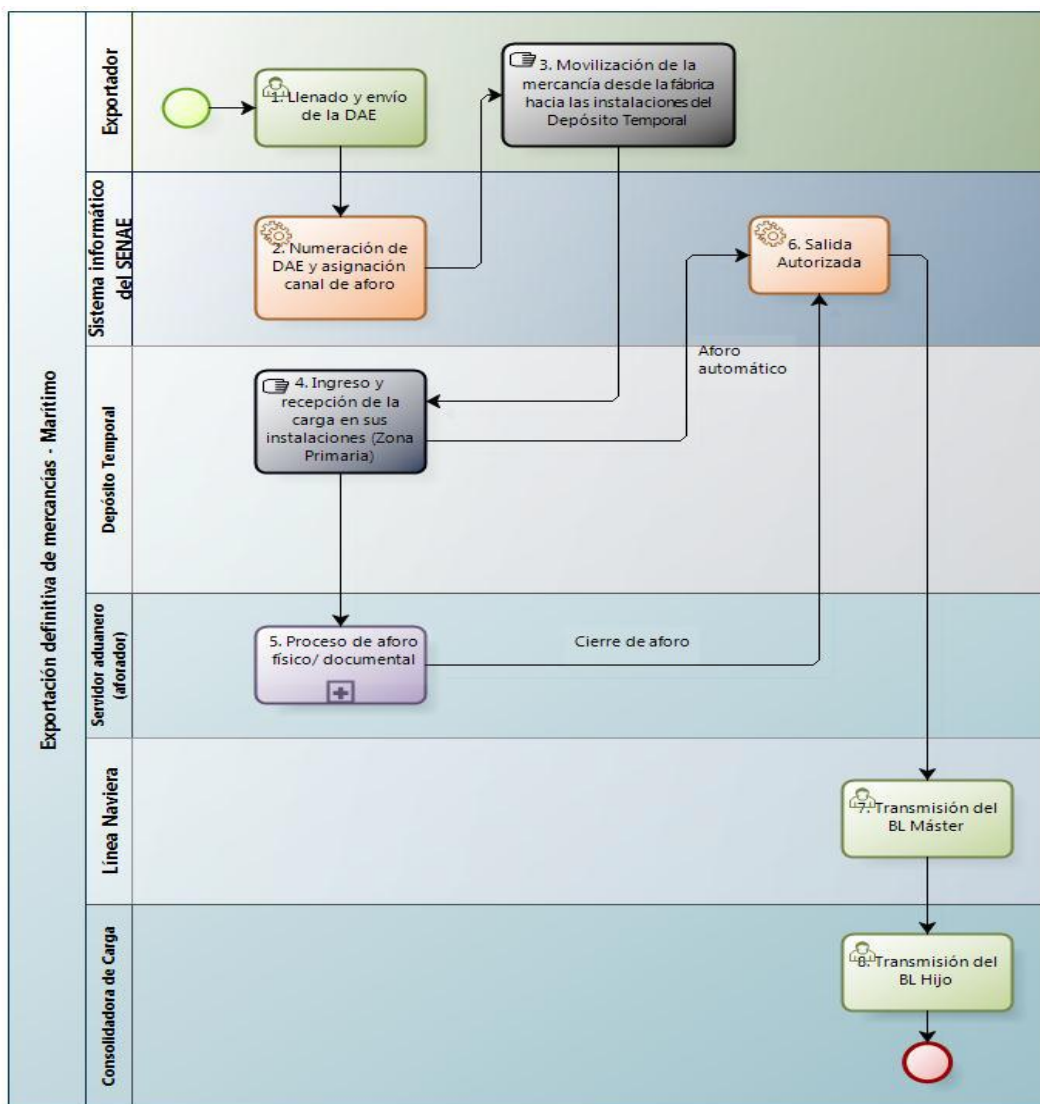 Exportación definitiva de mercancías - Marítimo
Exportador
1. Llenado y envío
de la DAE
3. Movilización de la
mercancía desde la fábrica
hacia las instalaciones del
Depósito Temporal
Sistema informático
del SENAE
2. Numeración de
DAE y asignación
canal de aforo
6. Salida
Autorizada
Depósito Temporal
Aforo
automático
4. Ingreso y
recepción de la
carga en sus
instalaciones (Zona
Primaria)
Servidor aduanero
(aforador)
5. Proceso de aforo
físico/ documental
Cierre de aforo
Línea Naviera
7. Transmisión del
BL Máster
Consolidadora de Carga
8. Transmisión del
BL Hijo